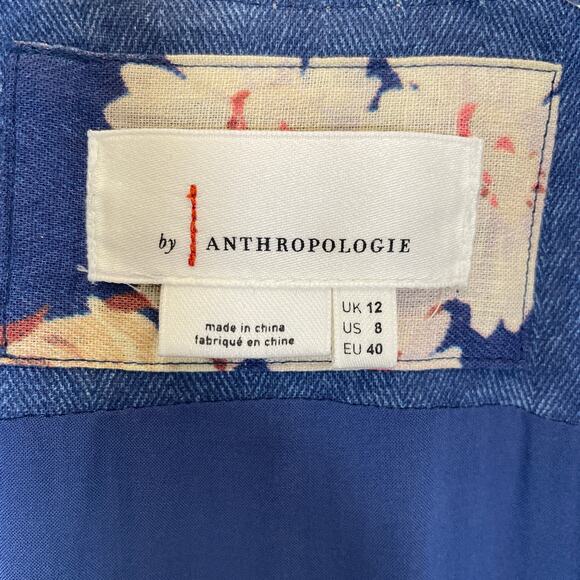 by ANTHROPOLOGIE
made in china
fabriqué en chine
UK 12
US 8
EU 40